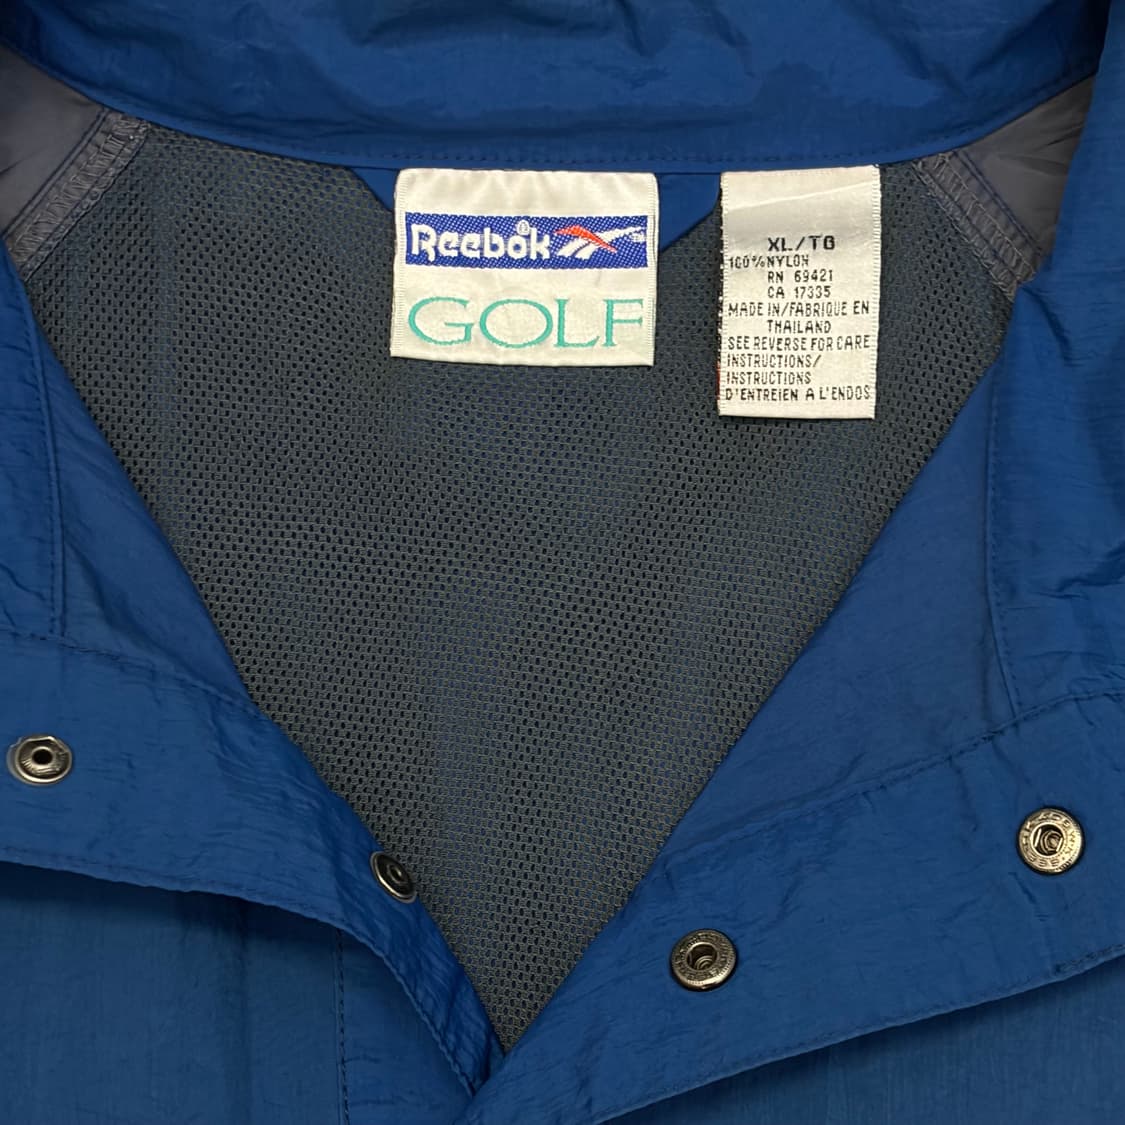 Reebok ® ™
GOLF
XL/TG
100% NYLON
RN 69421
CA 17335
MADE IN/FABRIQUE EN
THAILAND
SEE REVERSE FOR CARE
INSTRUCTIONS/
INSTRUCTIONS
D'ENTREIEN A L'ENDOS